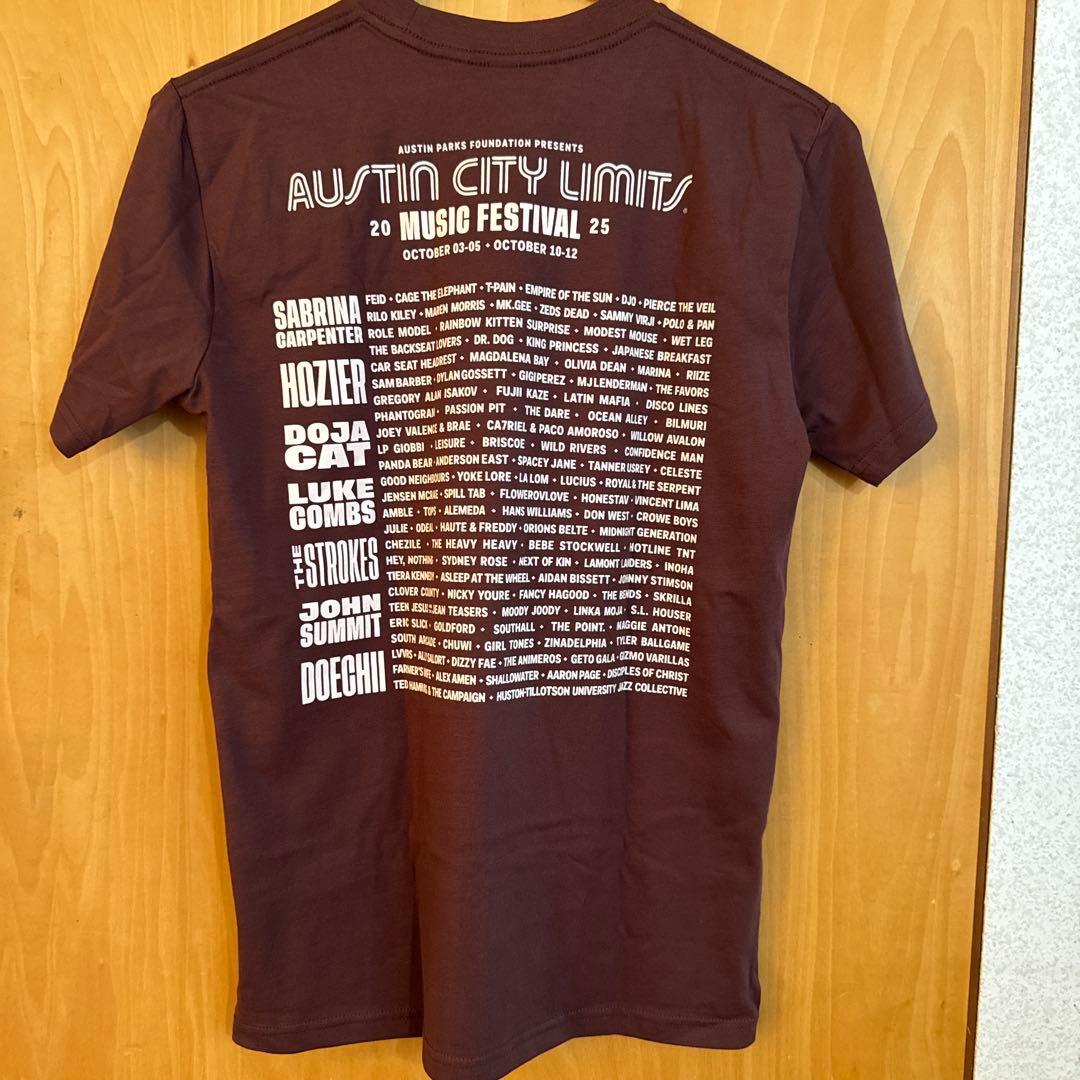 AUSTIN PARKS FOUNDATION PRESENTS
AUSTIN CITY LIMITS
20 MUSIC FESTIVAL 25
OCTOBER 03-05 • OCTOBER 10-12
SABRINA
CARPENTER
HOZIER
DOJA
CAT
LUKE
COMBS
THE STROKES
JOHN
SUMMIT
DOECHII
FEID • CAGE THE ELEPHANT • T-PAIN • EMPIRE OF THE SUN • DJO • PIERCE THE VEIL
RILO KILEY • MAREN MORRIS • MK.GEE • ZEDS DEAD • SAMMY VIRJI • POLO & PAN
ROLE MODEL • RAINBOW KITTEN SURPRISE • MODEST MOUSE • WET LEG
THE BACKSEAT LOVERS • DR. DOG • KING PRINCESS • JAPANESE BREAKFAST
CAR SEAT HEADREST • MAGDALENA BAY • OLIVIA DEAN • MARINA • RIIZE
SAM BARBER • DYLAN GOSSETT • GIGI PEREZ • MJ LENDERMAN • THE FAVORS
GREGORY ALAN ISAKOV • FUJII KAZE • LATIN MAFIA • DISCO LINES
PHANTOGRAM • PASSION PIT • THE DARE • OCEAN ALLEY • BILMURI
JOEY VALENCE & BRAE • CA7RIEL & PACO AMOROSO • WILLOW AVALON
LP GIOBBI • LEISURE • BRISCOE • WILD RIVERS • CONFIDENCE MAN
PANDA BEAR • ANDERSON EAST • SPACEY JANE • TANNER USREY • CELESTE
GOOD NEIGHBOURS • YOKE LORE • LA LOM • LUCIUS • ROYAL & THE SERPENT
JENSEN MCRAE • SPILL TAB • FLOWEROVLOVE • HONESTAV • VINCENT LIMA
AMBLE • TOPS • ALEMEDA • HANS WILLIAMS • DON WEST • CROWE BOYS
JULIE • ODEAL • HAUTE & FREDDY • ORIONS BELTE • MIDNIGHT GENERATION
CHEZILE • THE HEAVY HEAVY • BEBE STOCKWELL • HOTLINE TNT
HEY, NOTHING • SYDNEY ROSE • NEXT OF KIN • LAMONT LANDERS • INOHA
TIERA KENNEDY • ASLEEP AT THE WHEEL • AIDAN BISSETT • JOHNNY STIMSON
CLOVER COUNTY • NICKY YOURE • FANCY HAGOOD • THE BENDS • SKRILLA
TEEN JESUS JEAN TEASERS • MOODY JOODY • LINKA MOJA • S.L. HOUSER
ERIC SLICK • GOLDFORD • SOUTHALL • THE POINT. • MAGGIE ANTONE
SOUTH ARCADE • CHUWI • GIRL TONES • ZINADELPHIA • TYLER BALLGAME
LVVRS • ALLY SALORT • DIZZY FAE • THE ANIMEROS • GETO GALA • GIZMO VARILLAS
FARMER'S WIFE • ALEX AMEN • SHALLOWATER • AARON PAGE • DISCIPLES OF CHRIST
TED HAMMIG & THE CAMPAIGN • HUSTON-TILLOTSON UNIVERSITY JAZZ COLLECTIVE